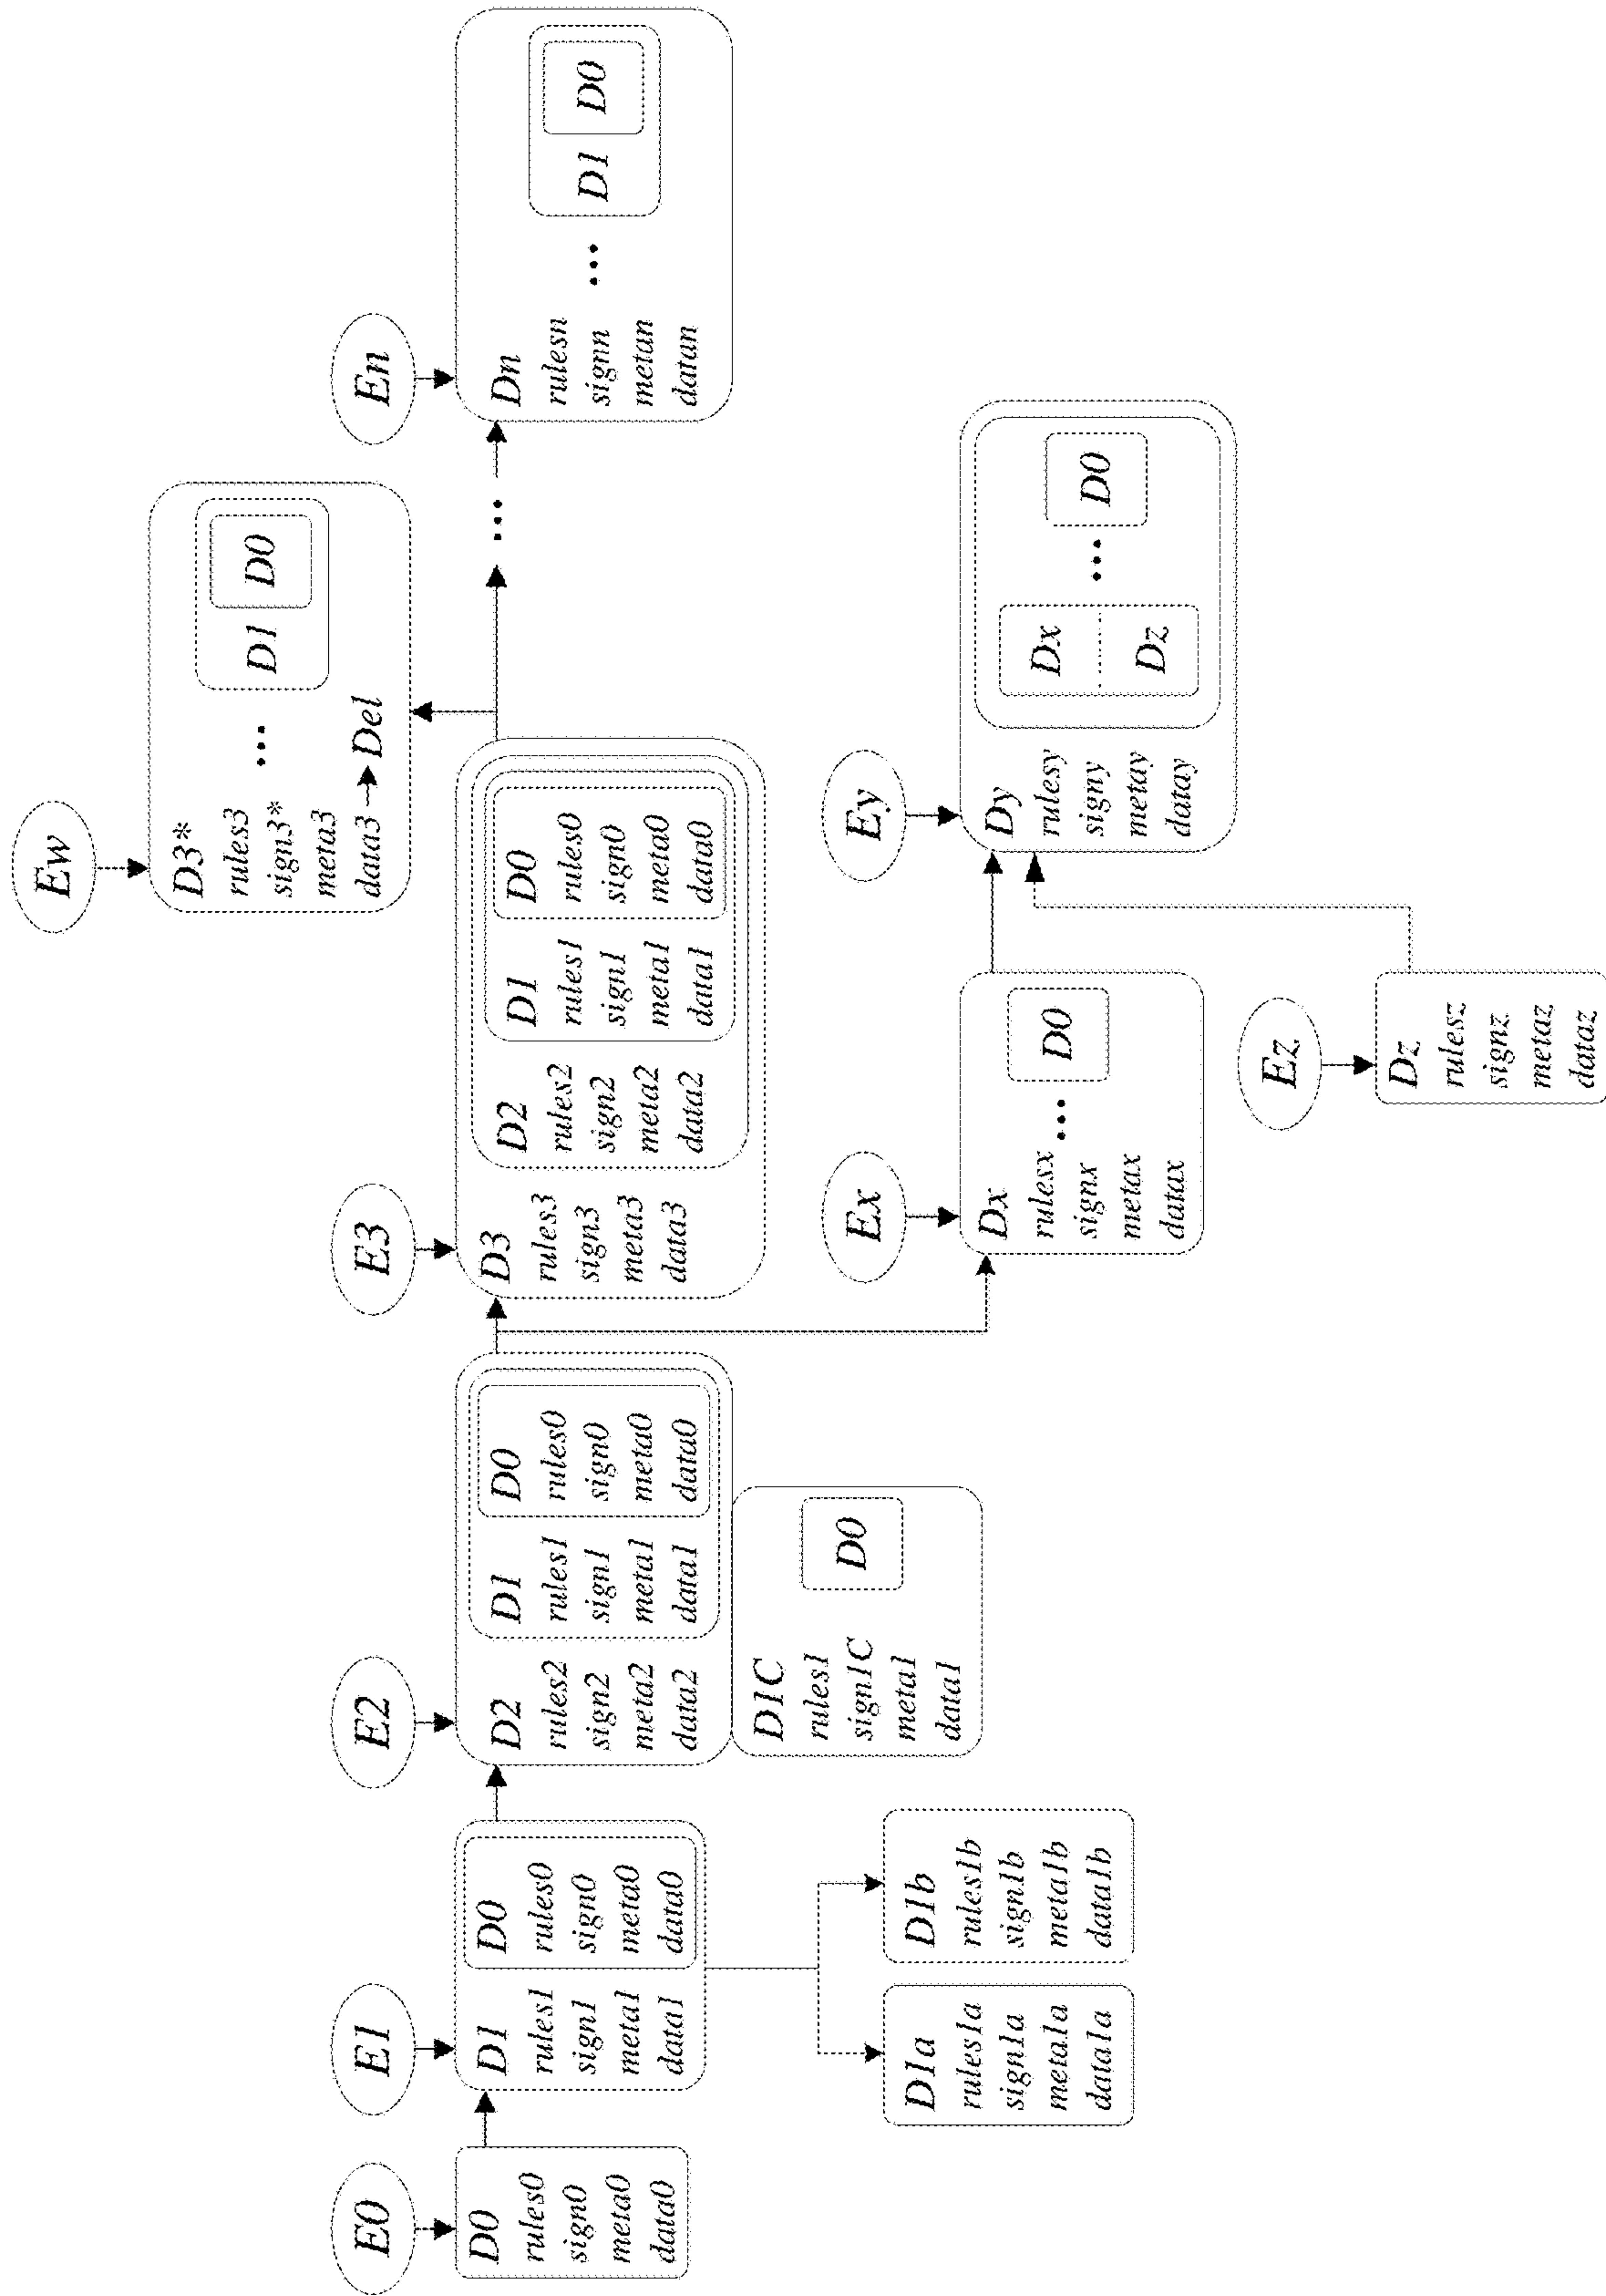 E0
D0
rules0
sign0
meta0
data0
E1
D1
rules1
sign1
meta1
data1
D0
rules0
sign0
meta0
data0
D1a
rules1a
sign1a
meta1a
data1a
D1b
rules1b
sign1b
meta1b
data1b
E2
D2
rules2
sign2
meta2
data2
D1
rules1
sign1
meta1
data1
D0
rules0
sign0
meta0
data0
D1C
rules1
sign1C
meta1
data1
D0
E3
D3
rules3
sign3
meta3
data3
D2
rules2
sign2
meta2
data2
D1
rules1
sign1
meta1
data1
D0
rules0
sign0
meta0
data0
Ew
D3*
rules3
sign3*
meta3
data3 Del
...
D1
D0
...
En
Dn
rulesn
signn
metan
datan
...
D1
D0
Ex
Dx
rulesx
signx
metax
datax
...
D0
Ey
Dy
rulesy
signy
metay
datay
Dx
Dz
...
D0
Ez
Dz
rulesz
signz
metaz
dataz